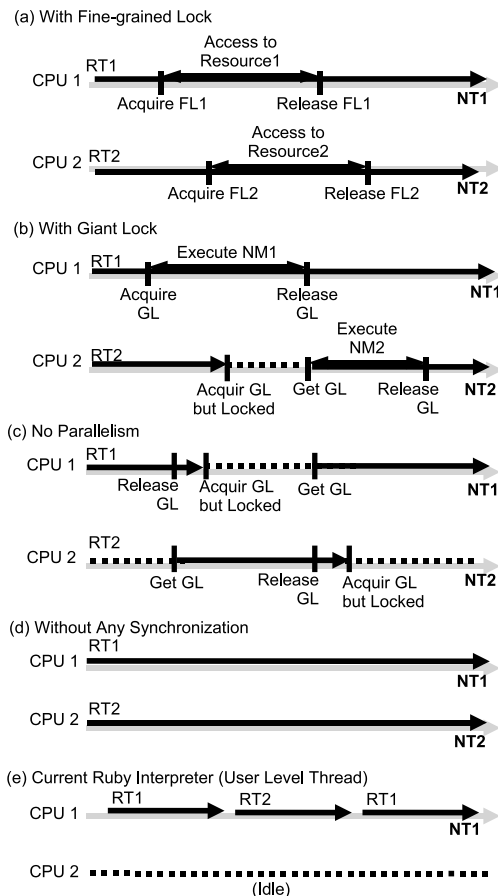 (a) With Fine-grained Lock
RT1
Access to
Resource1
CPU 1
Acquire FL1
Release FL1
NT1
RT2
Access to
Resource2
CPU 2
Acquire FL2
Release FL2
NT2
(b) With Giant Lock
CPU 1
RT1
Execute NM1
NT1
Acquire
GL
Release
GL
Execute
NM2
CPU 2
RT2
Acquir GL
but Locked
Get GL
Release
GL
NT2
(c) No Parallelism
CPU 1
RT1
Release
GL
Acquir GL
but Locked
Get GL
NT1
CPU 2
RT2
Get GL
Release
GL
Acquir GL
but Locked
NT2
(d) Without Any Synchronization
CPU 1
RT1
NT1
CPU 2
RT2
NT2
(e) Current Ruby Interpreter (User Level Thread)
CPU 1
RT1
RT2
RT1
NT1
CPU 2
(Idle)